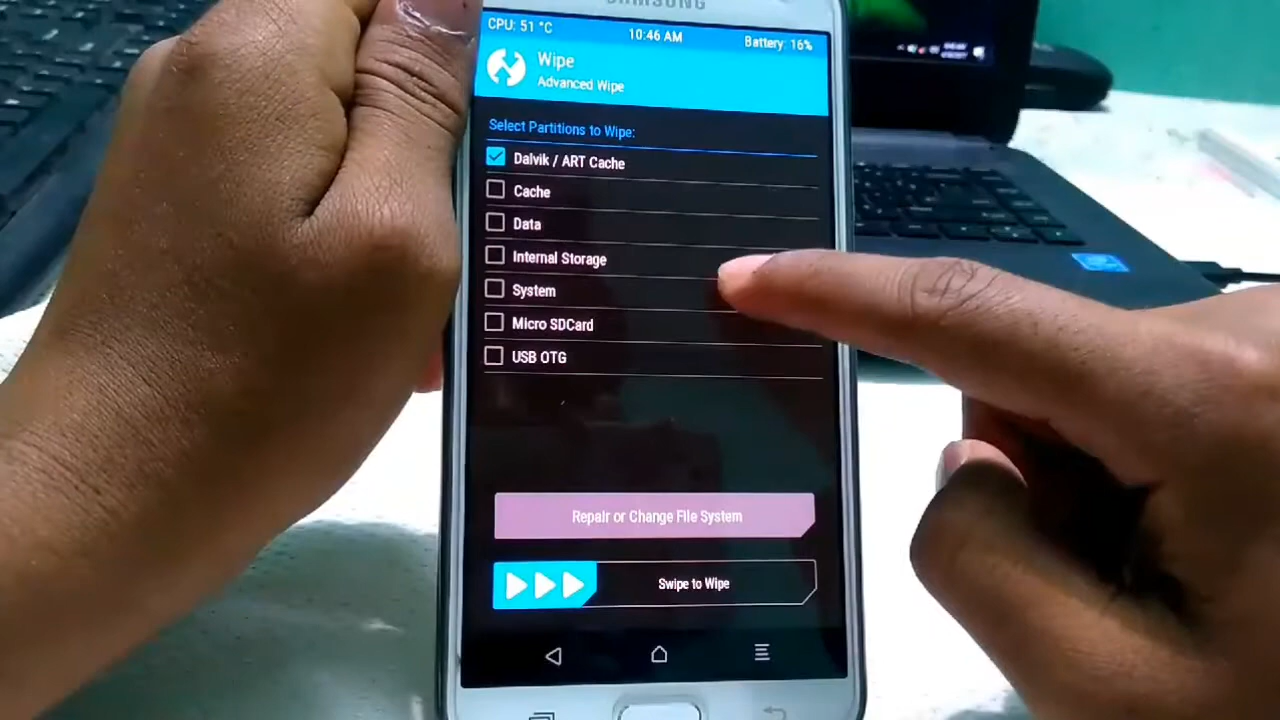 SAMSUNG
CPU: 51 °C
10:46 AM
Battery: 16%
Wipe
Advanced Wipe
Select Partitions to Wipe:
Dalvik / ART Cache
Cache
Data
Internal Storage
System
Micro SDCard
USB OTG
Repair or Change File System
Swipe to Wipe